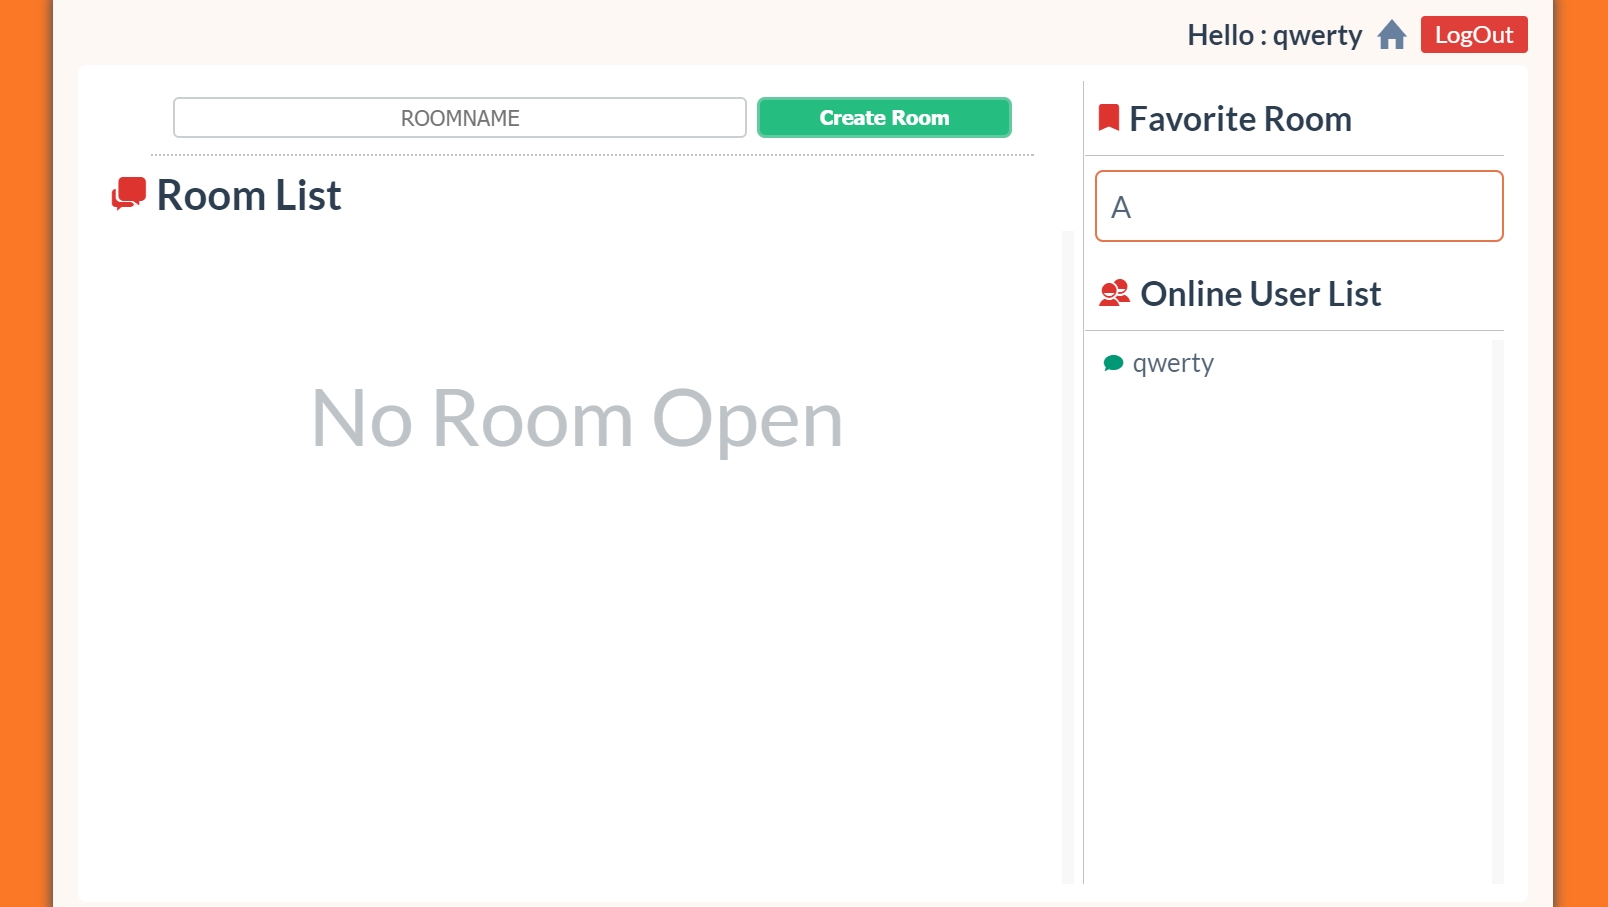 Hello : qwerty
LogOut
ROOMNAME
Create Room
Room List
No Room Open
Favorite Room
A
Online User List
qwerty